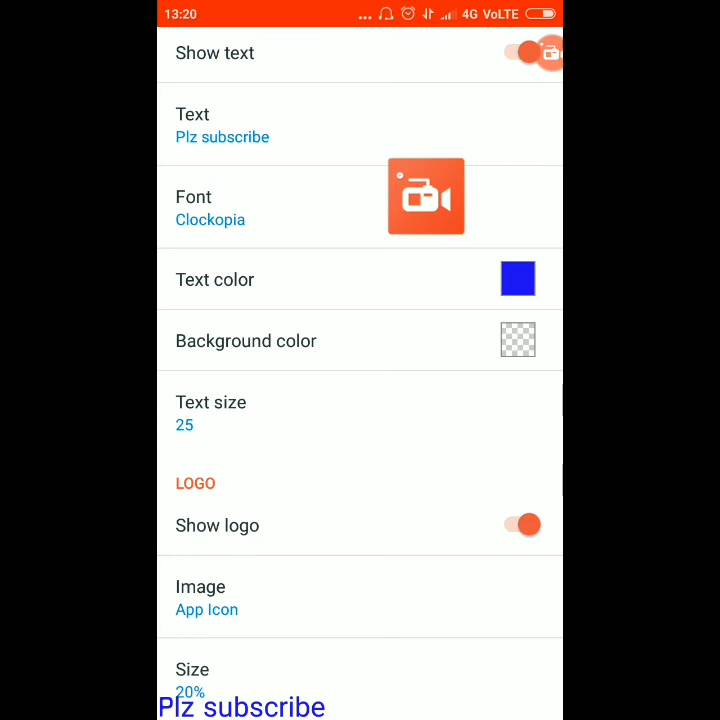 13:20 ... 4G VoLTE
Show text
Text
Plz subscribe
Font
Clockopia
Text color
Background color
Text size
25
LOGO
Show logo
Image
App Icon
Size
20%
Plz subscribe